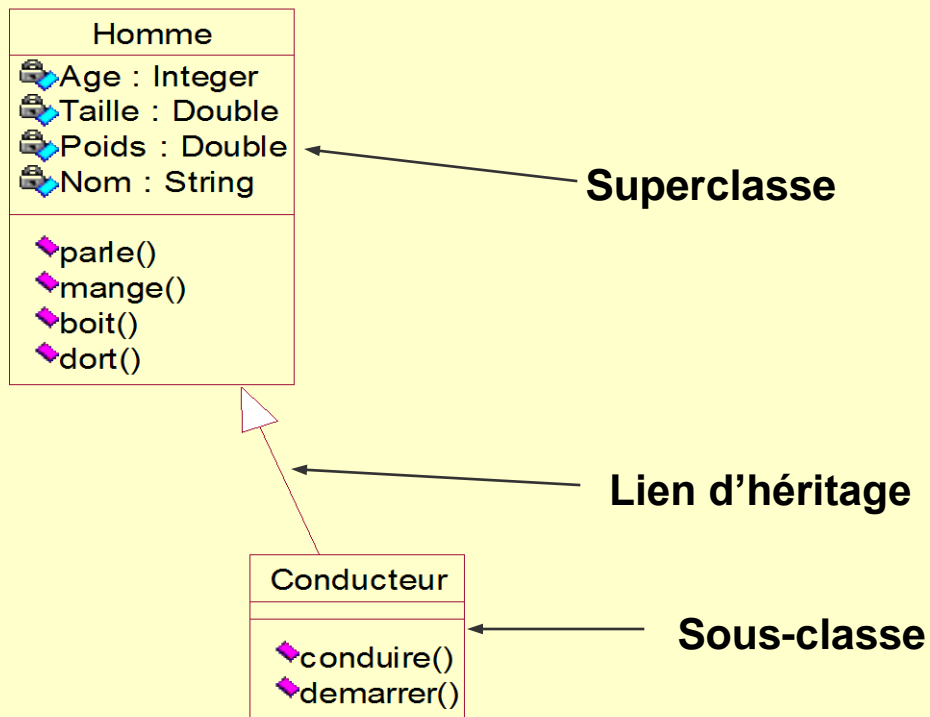 Homme
Age : Integer
Taille : Double
Poids : Double
Nom : String
parle()
mange()
boit()
dort()
Superclasse
Lien d’héritage
Conducteur
conduire()
demarrer()
Sous-classe